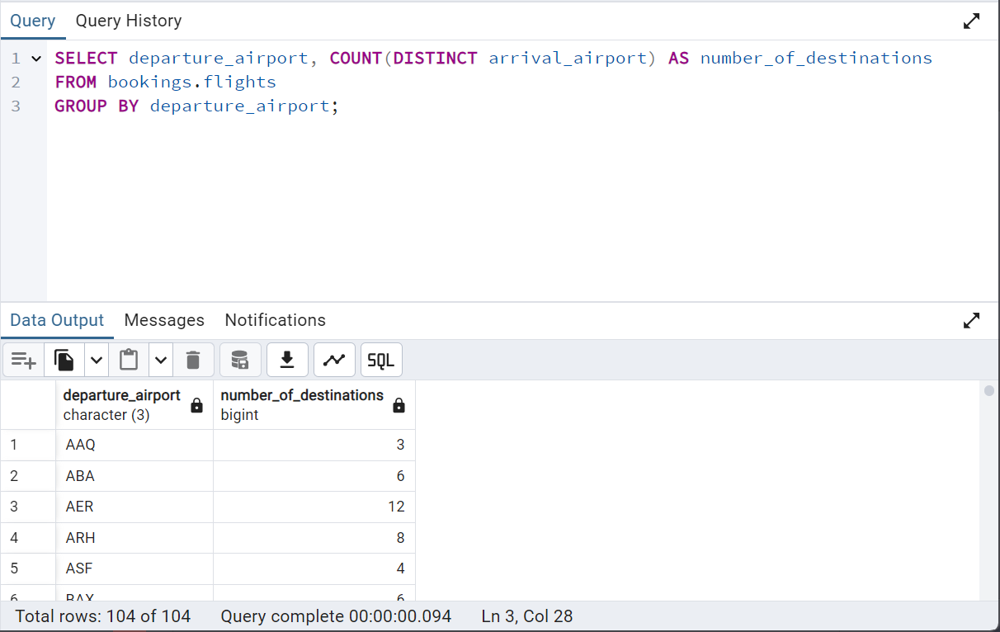 Query Query History
1 SELECT departure_airport, COUNT(DISTINCT arrival_airport) AS number_of_destinations
2 FROM bookings.flights
3 GROUP BY departure_airport;
Data Output Messages Notifications
SQL
departure_airport number_of_destinations
character (3) bigint
1 AAQ 3
2 ABA 6
3 AER 12
4 ARH 8
5 ASF 4
6 BAX 6
Total rows: 104 of 104 Query complete 00:00:00.094 Ln 3, Col 28